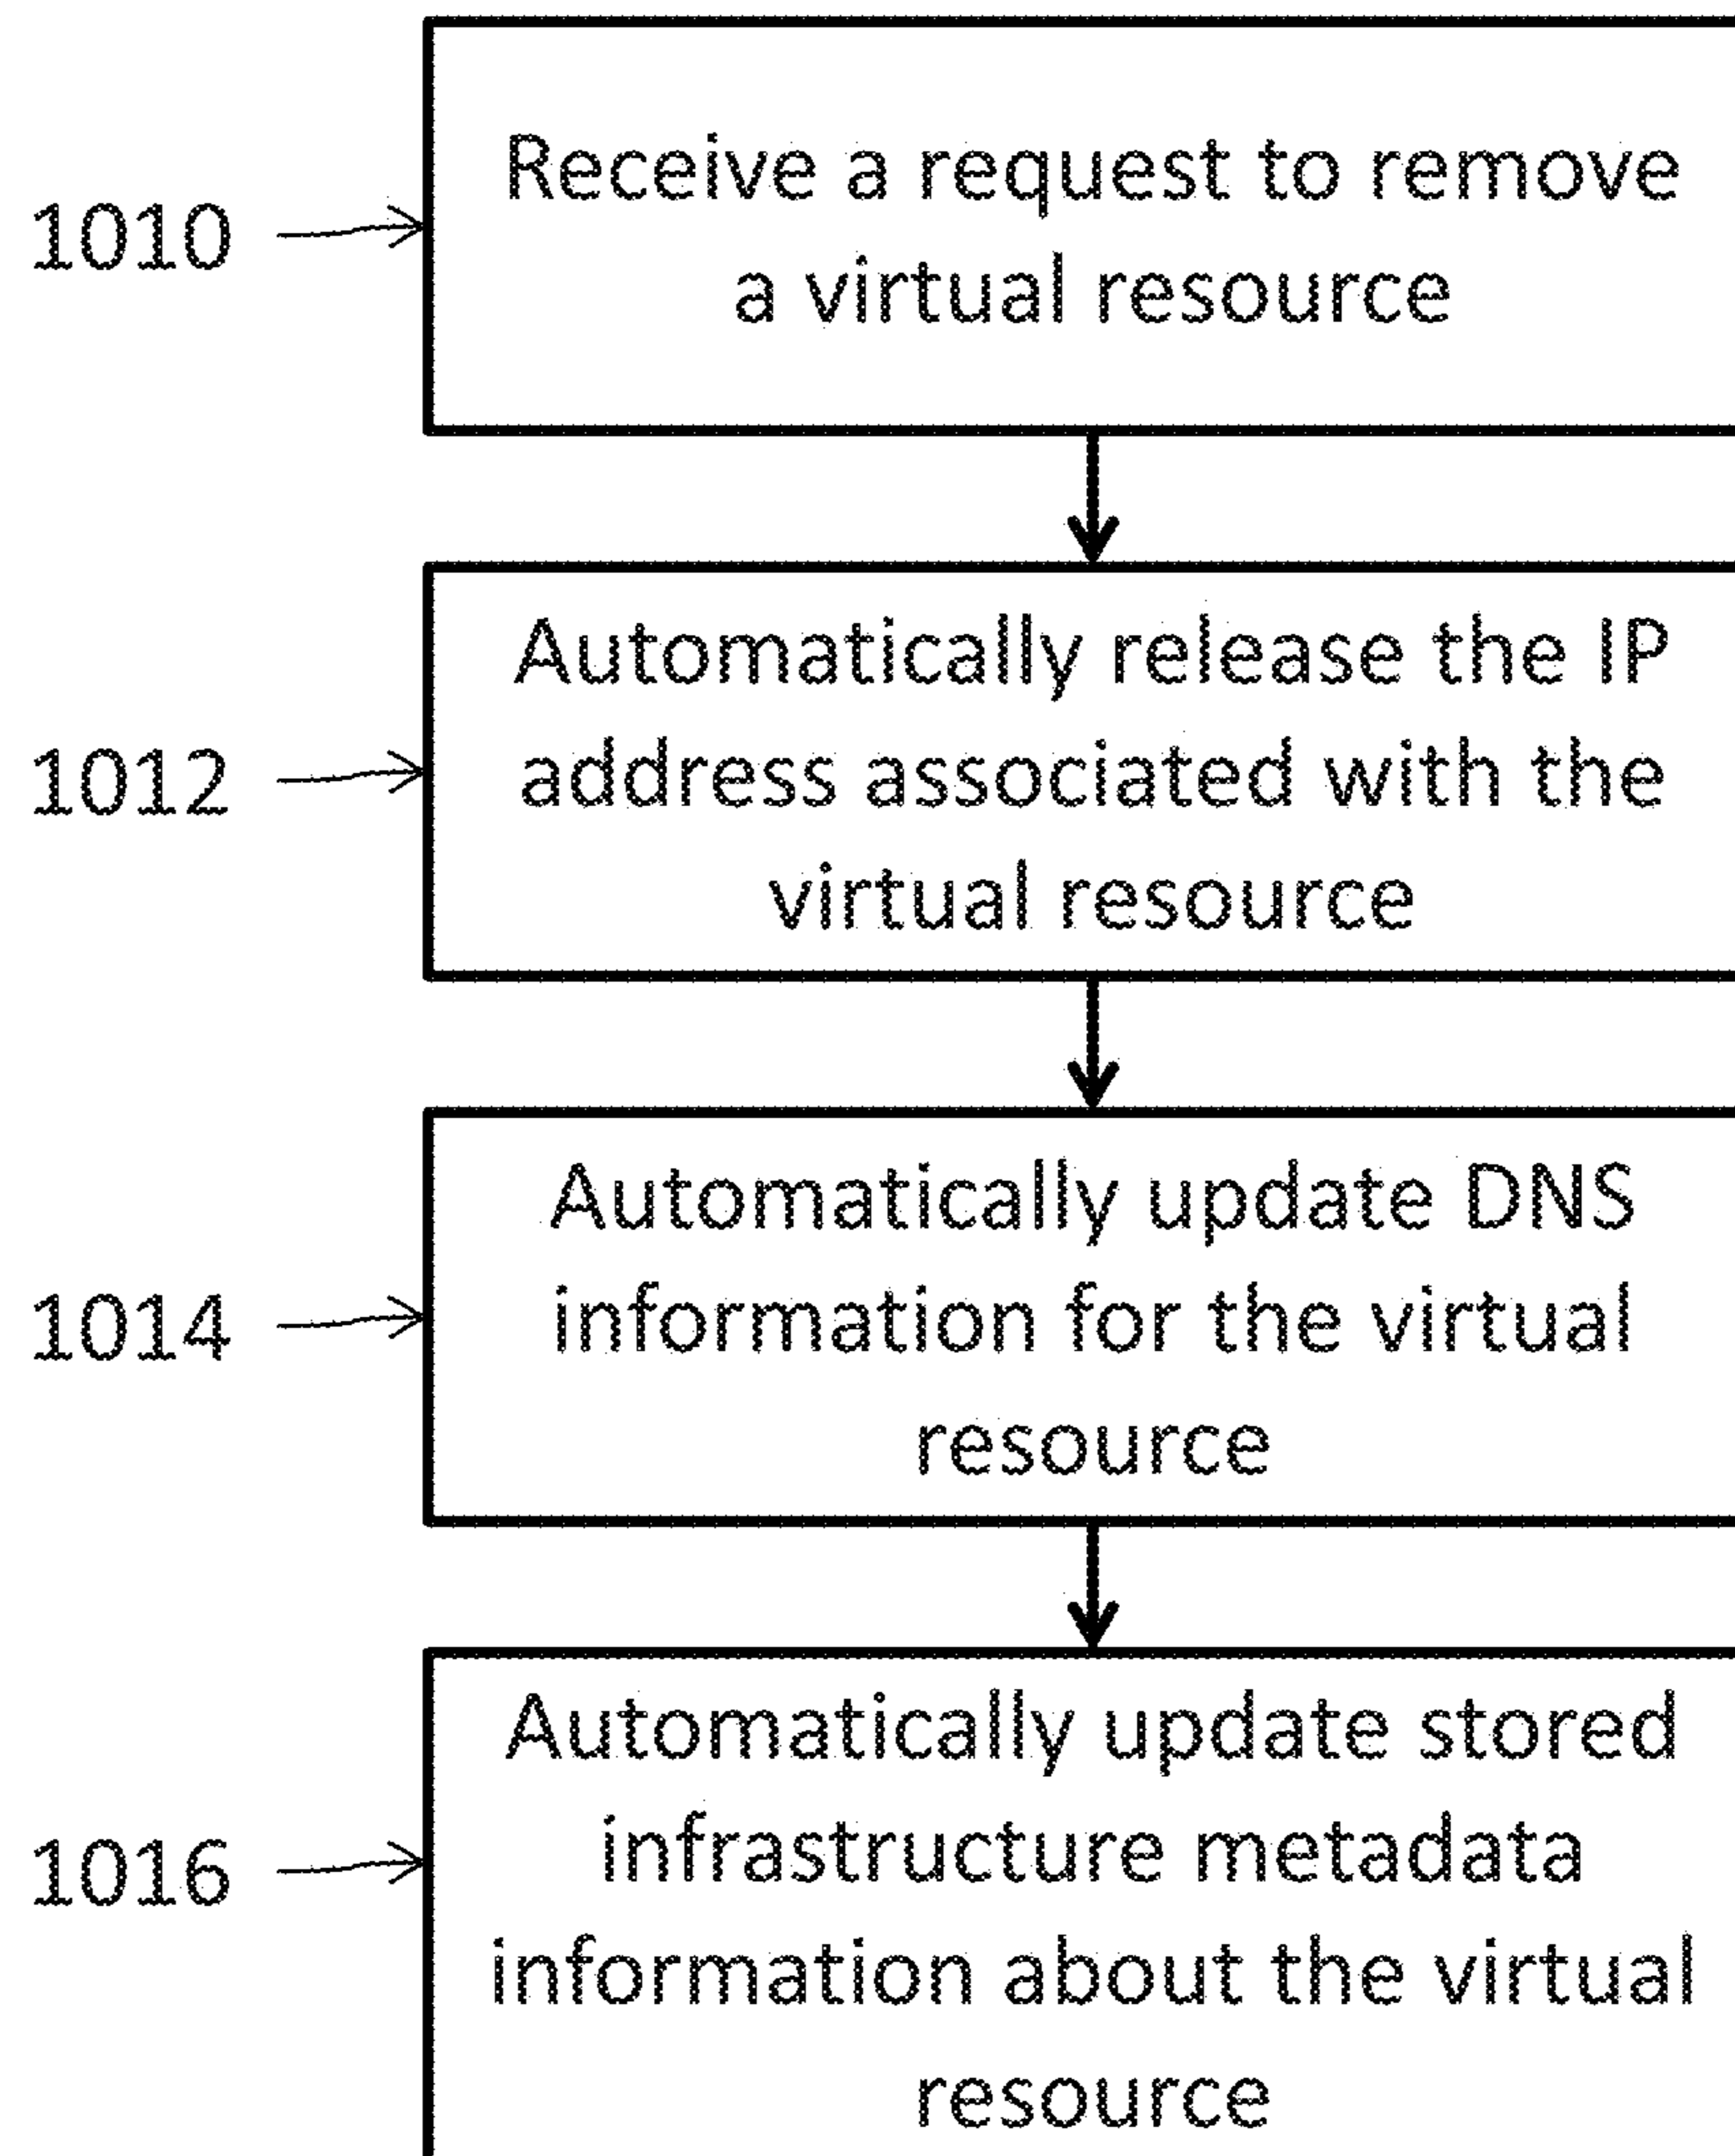 1010
Receive a request to remove
a virtual resource
1012
Automatically release the IP
address associated with the
virtual resource
1014
Automatically update DNS
information for the virtual
resource
1016
Automatically update stored
infrastructure metadata
information about the virtual
resource